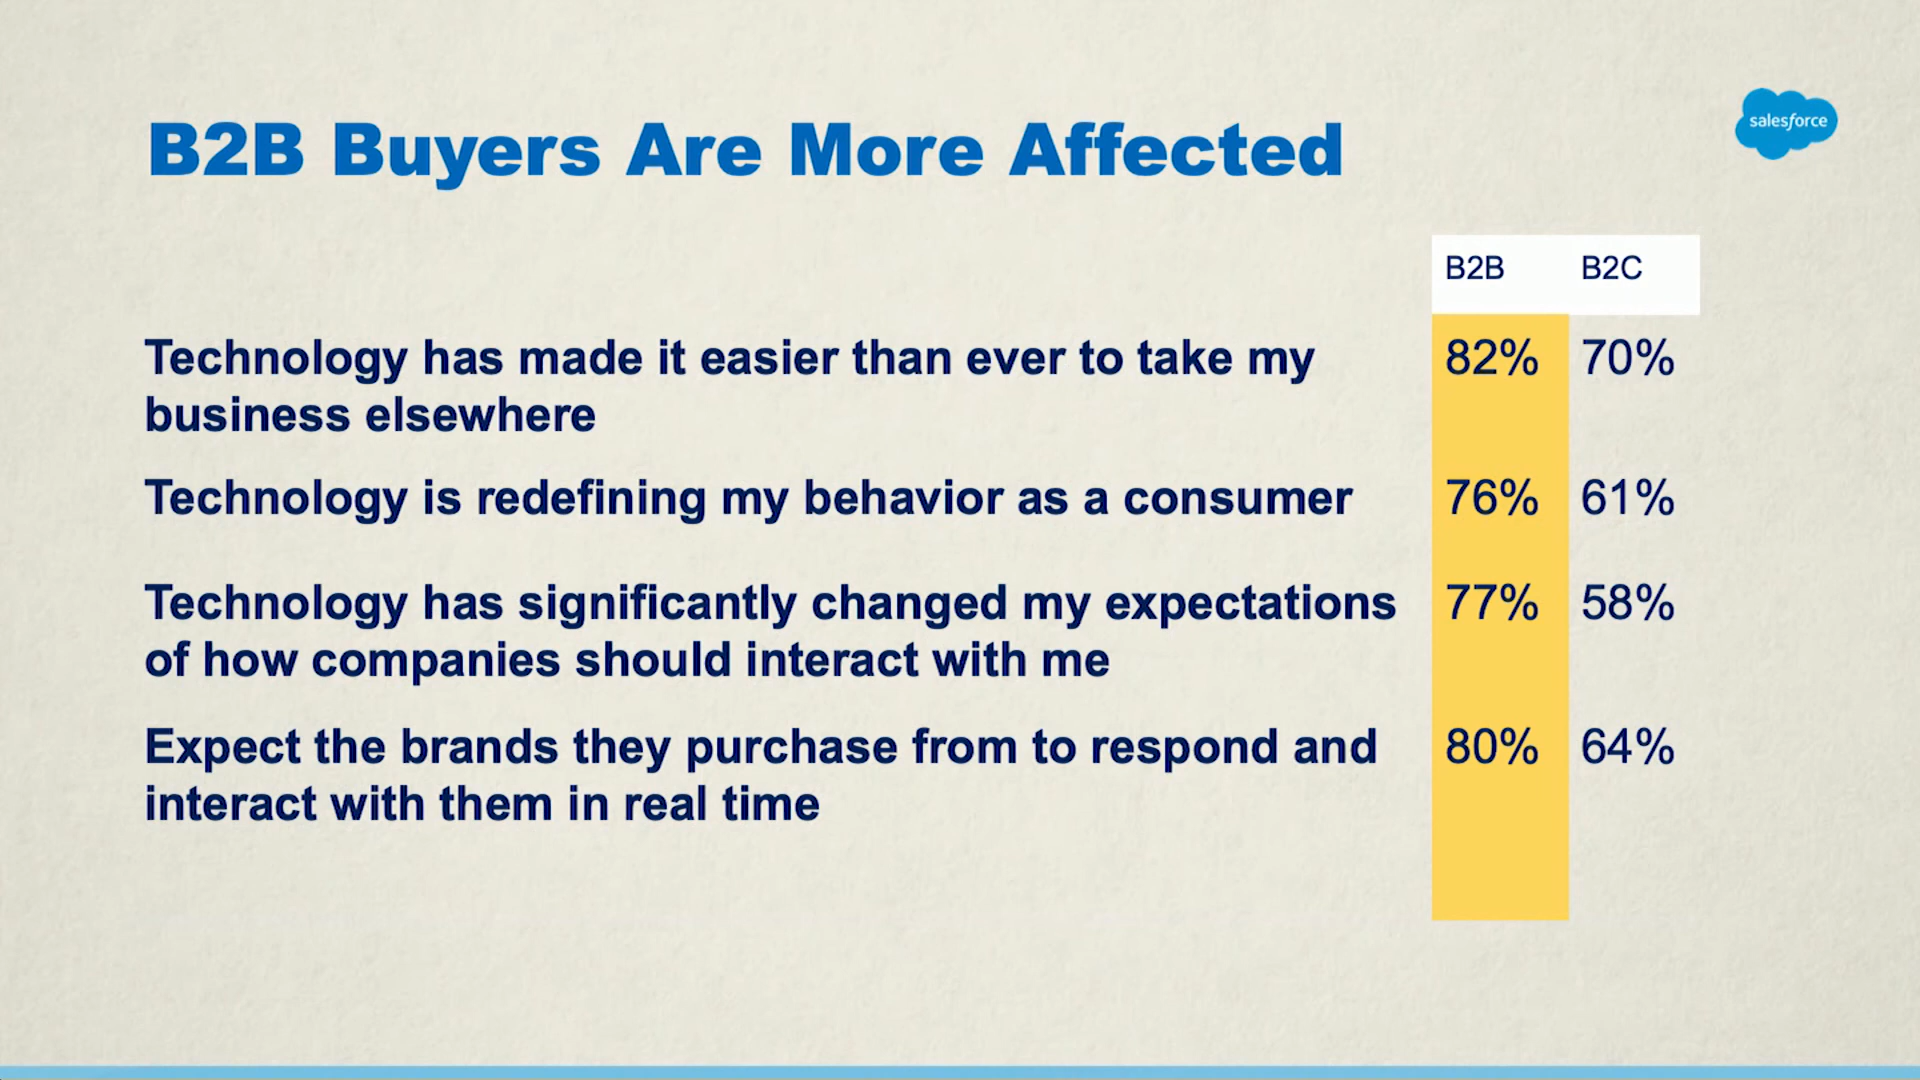 B2B Buyers Are More Affected
salesforce
B2B B2C
Technology has made it easier than ever to take my 82% 70%
business elsewhere
Technology is redefining my behavior as a consumer 76% 61%
Technology has significantly changed my expectations 77% 58%
of how companies should interact with me
Expect the brands they purchase from to respond and 80% 64%
interact with them in real time